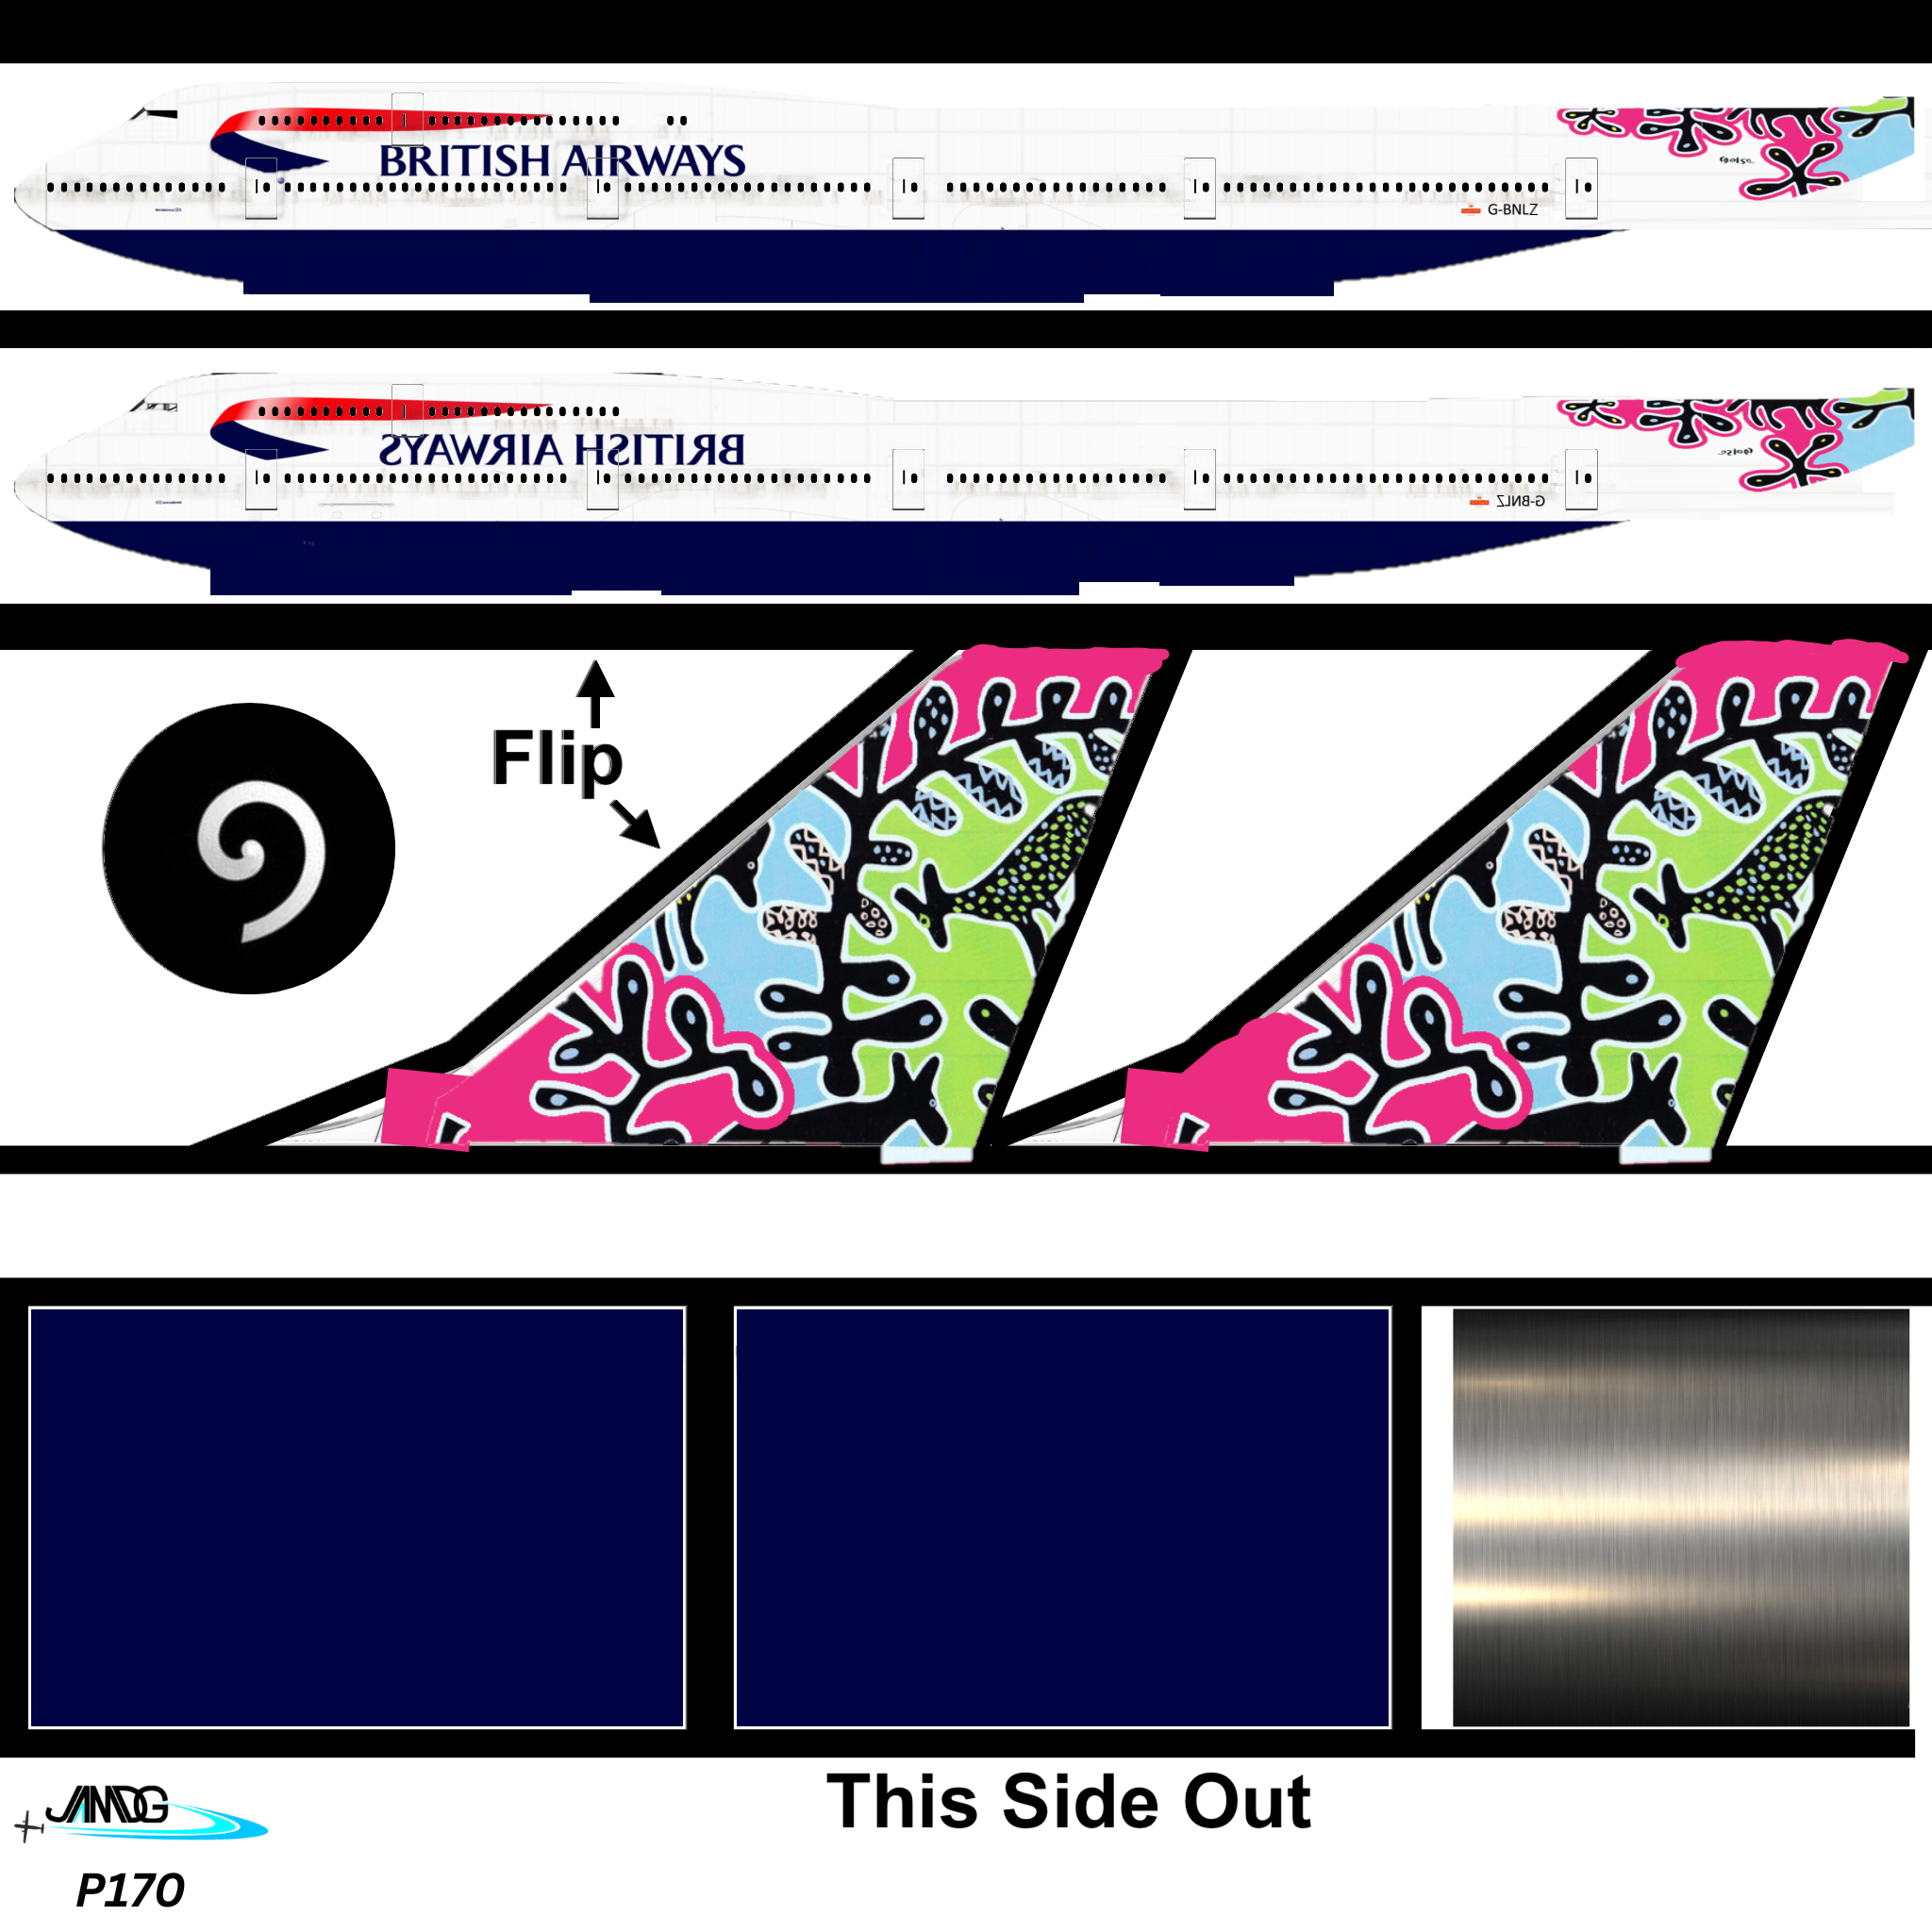 BRITISH AIRWAYS
G-BNLZ
BRITISH AIRWAYS
G-BNLZ
Flip
This Side Out
JAMDG
P170